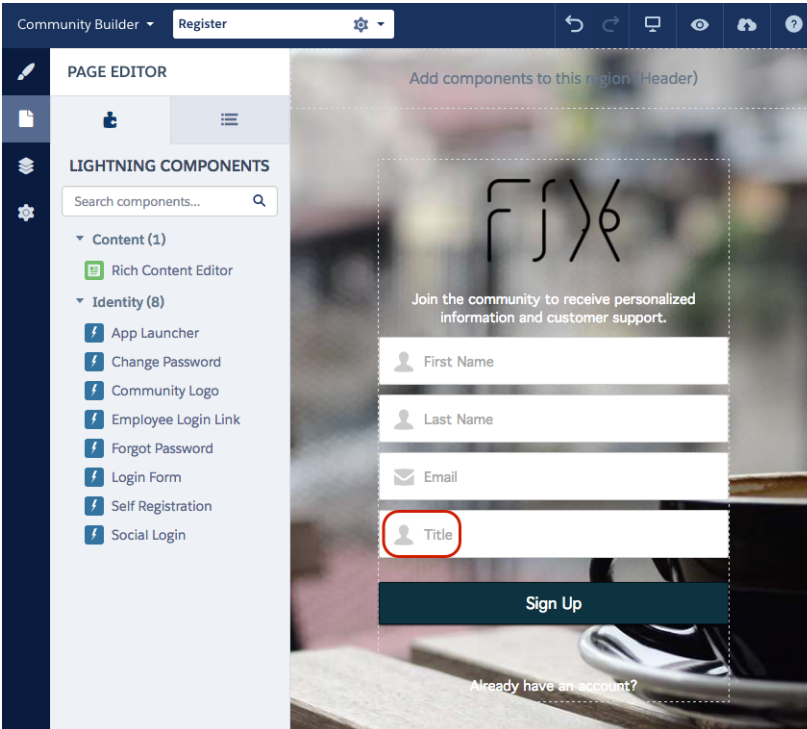 Community Builder
Register
?
PAGE EDITOR
LIGHTNING COMPONENTS
Search components...
Content (1)
Rich Content Editor
Identity (8)
App Launcher
Change Password
Community Logo
Employee Login Link
Forgot Password
Login Form
Self Registration
Social Login
Add components to this region (Header)
Join the community to receive personalized
information and customer support.
First Name
Last Name
Email
Title
Sign Up
Already have an account?